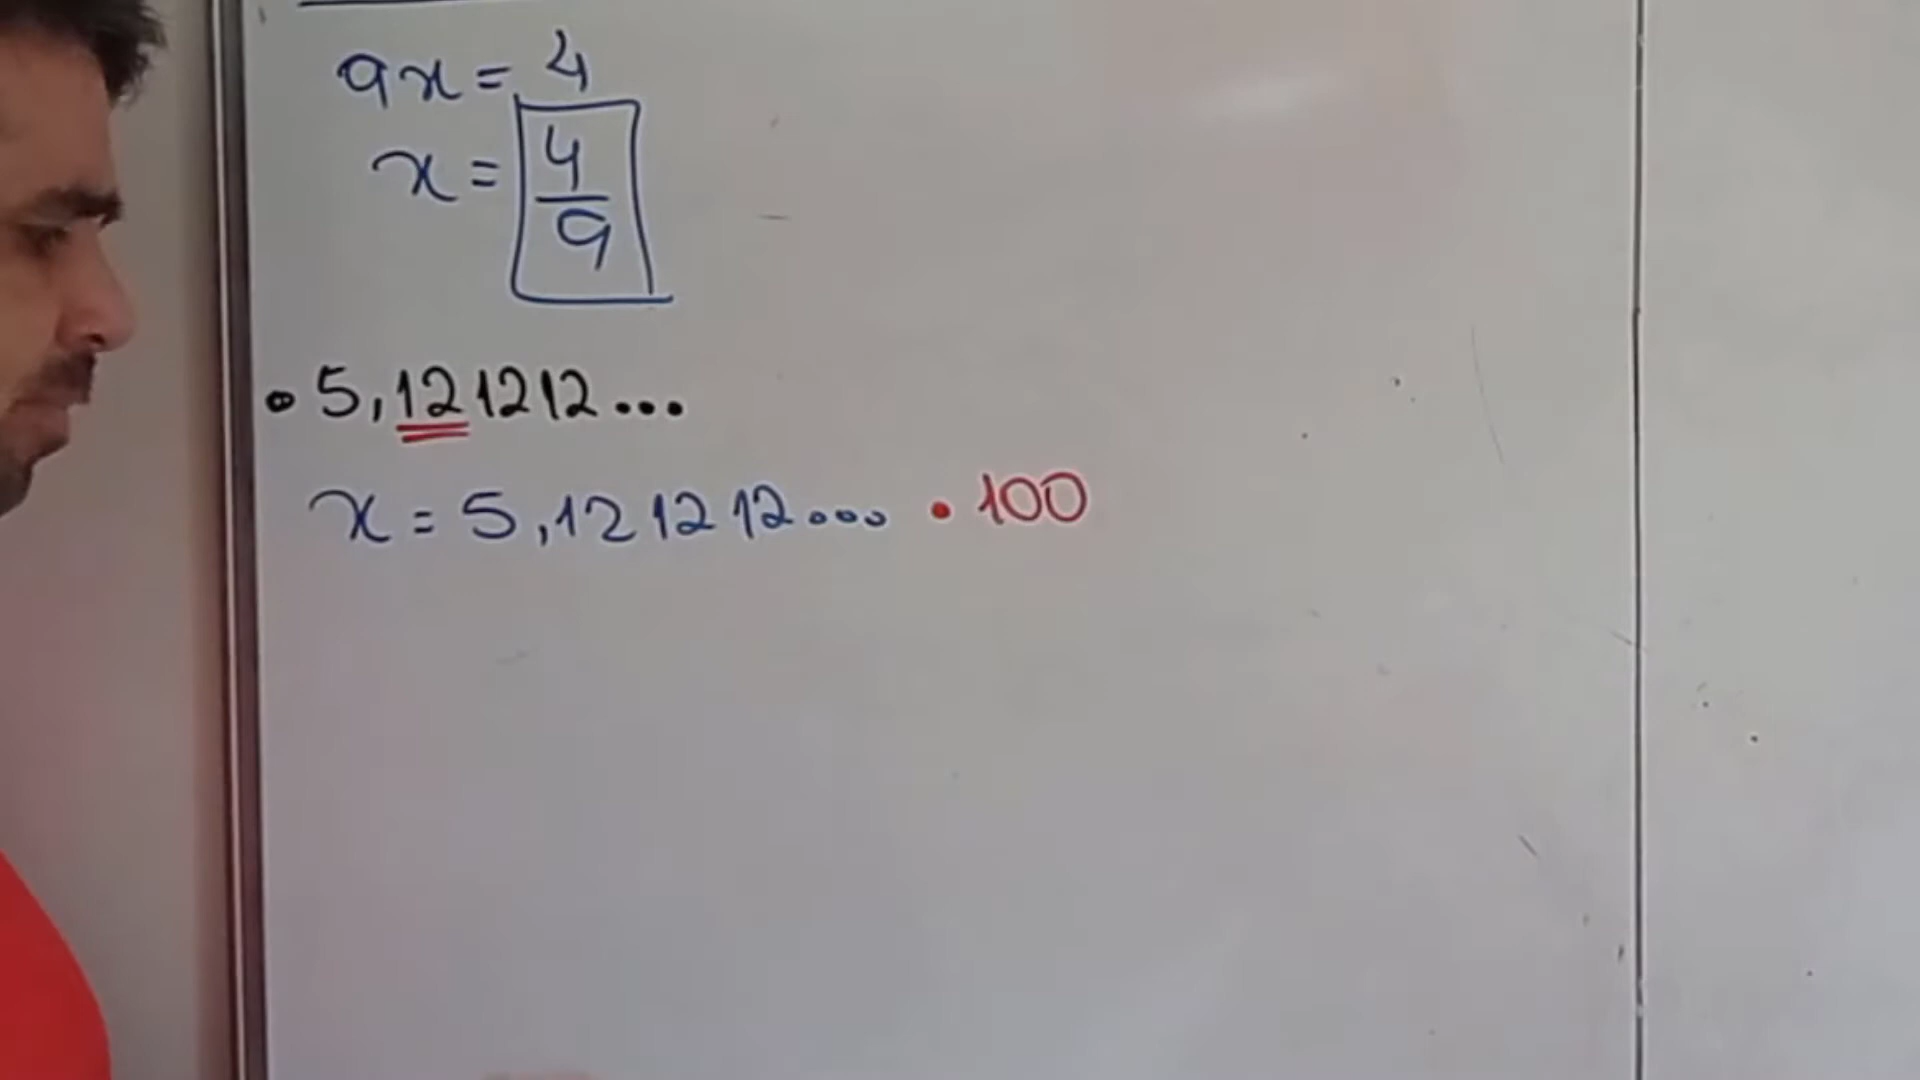 9x = 4
x = 4/9
• 5,121212...
x = 5,121212... • 100